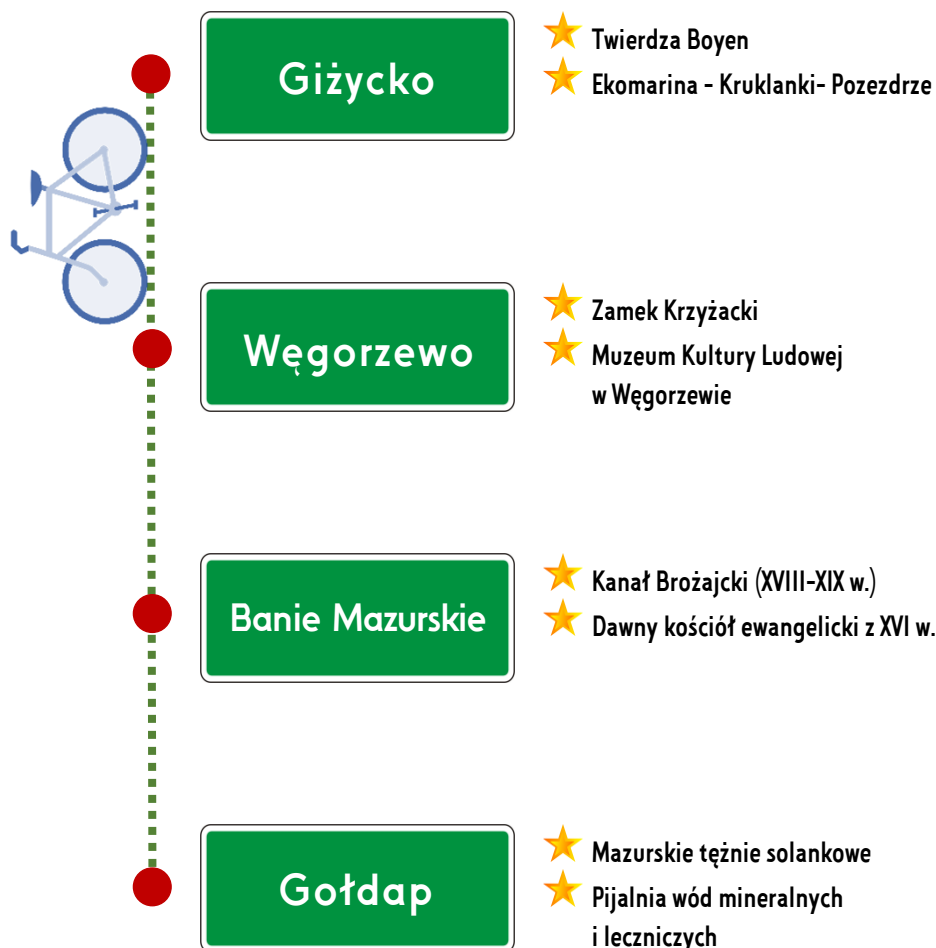 Giżycko
Twierdza Boyen
Ekomarina - Kruklanki- Pozezdrze
Węgorzewo
Zamek Krzyżacki
Muzeum Kultury Ludowej
w Węgorzewie
Banie Mazurskie
Kanał Brożajcki (XVIII-XIX w.)
Dawny kościół ewangelicki z XVI w.
Gołdap
Mazurskie tężnie solankowe
Pijalnia wód mineralnych
i leczniczych